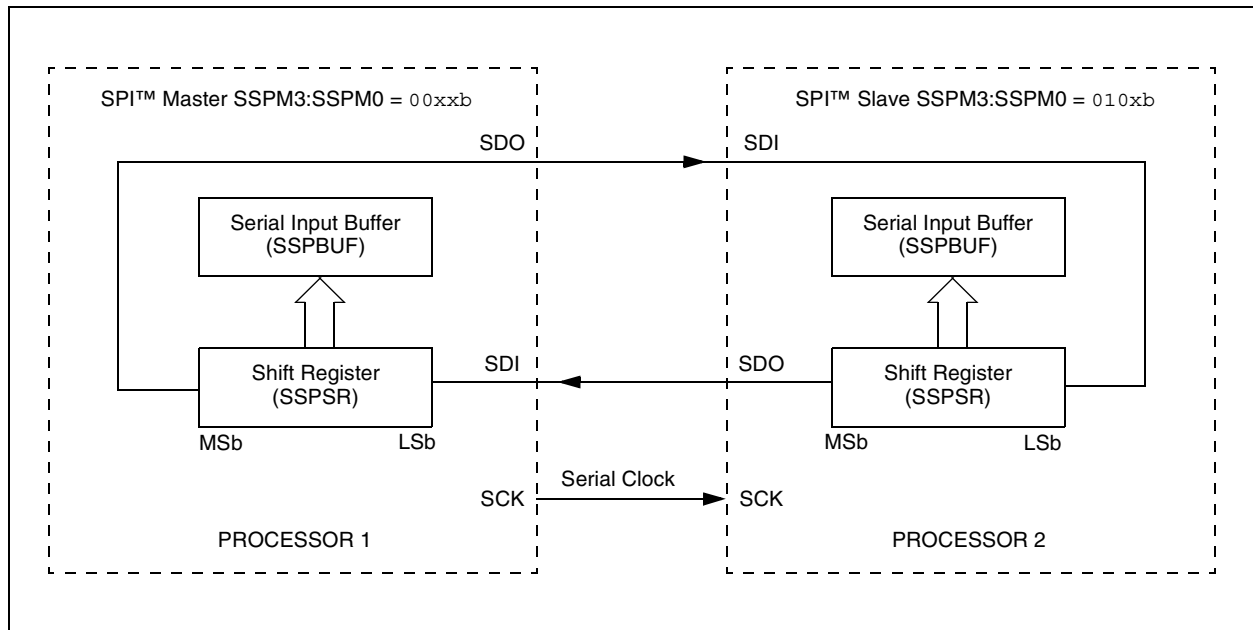 SPI™ Master SSPM3:SSPM0 = 00xxb
SPI™ Slave SSPM3:SSPM0 = 010xb
SDO
SDI
Serial Input Buffer
(SSPBUF)
Serial Input Buffer
(SSPBUF)
Shift Register
(SSPSR)
SDI
SDO
Shift Register
(SSPSR)
MSb
LSb
MSb
LSb
Serial Clock
SCK
SCK
PROCESSOR 1
PROCESSOR 2